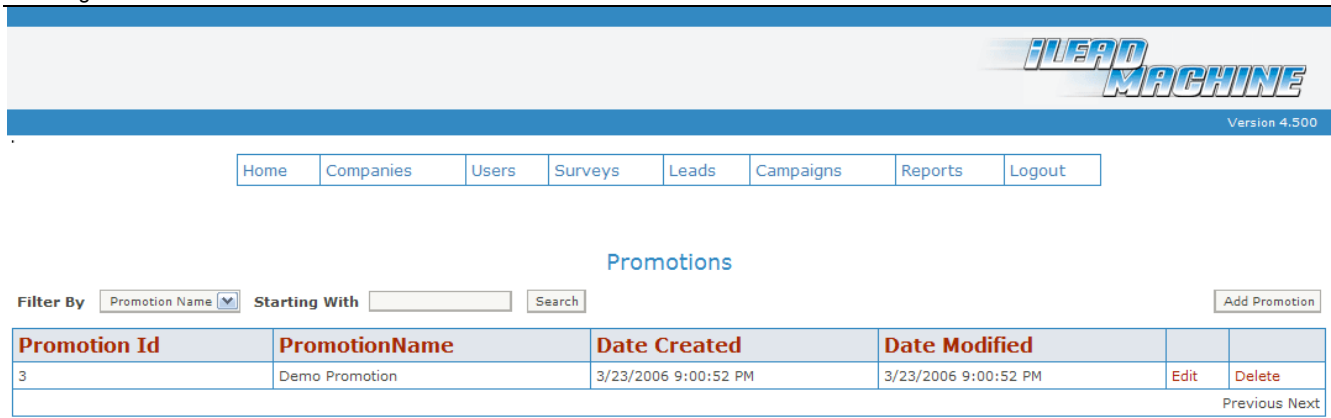 iLEAD
MACHINE
Version 4.500
.
Home Companies Users Surveys Leads Campaigns Reports Logout
Promotions
Filter By Promotion Name Starting With Search Add Promotion
Promotion Id PromotionName Date Created Date Modified
3 Demo Promotion 3/23/2006 9:00:52 PM 3/23/2006 9:00:52 PM Edit Delete
Previous Next